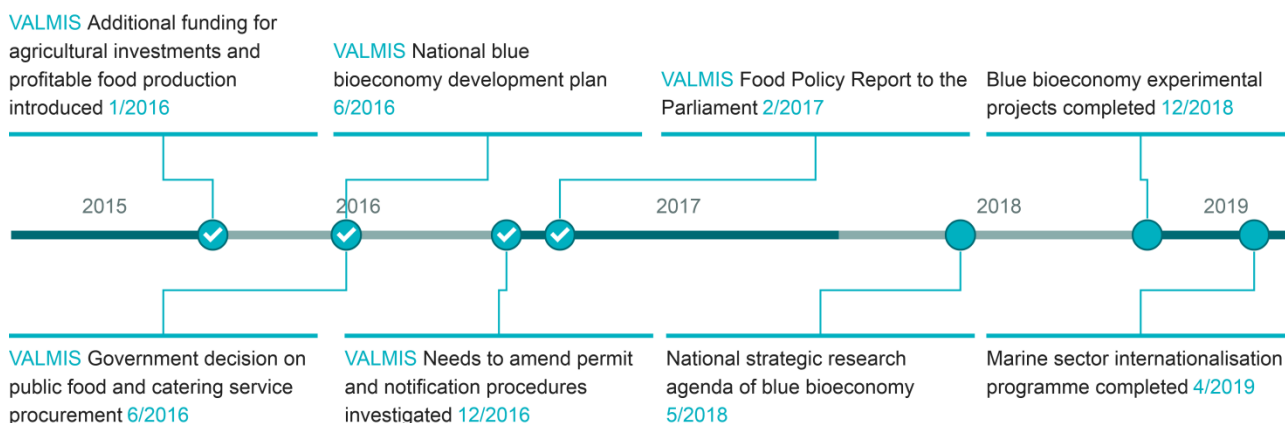 VALMIS Additional funding for
agricultural investments and
profitable food production
introduced 1/2016
VALMIS National blue
bioeconomy development plan
6/2016
VALMIS Food Policy Report to the
Parliament 2/2017
Blue bioeconomy experimental
projects completed 12/2018
2015
2016
2017
2018
2019
VALMIS Government decision on
public food and catering service
procurement 6/2016
VALMIS Needs to amend permit
and notification procedures
investigated 12/2016
National strategic research
agenda of blue bioeconomy
5/2018
Marine sector internationalisation
programme completed 4/2019